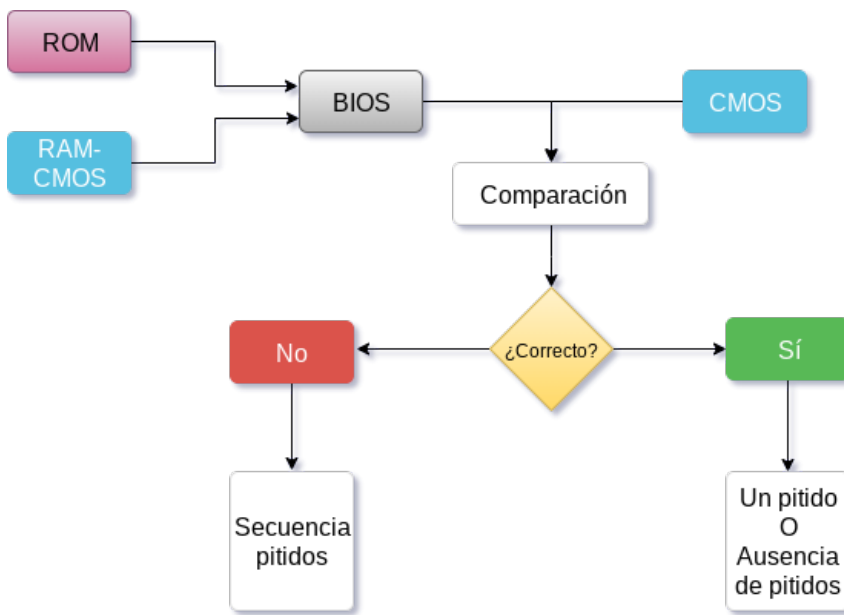 ROM
BIOS
CMOS
RAM-
CMOS
Comparación
¿Correcto?
No
Sí
Secuencia
pitidos
Un pitido
O
Ausencia
de pitidos